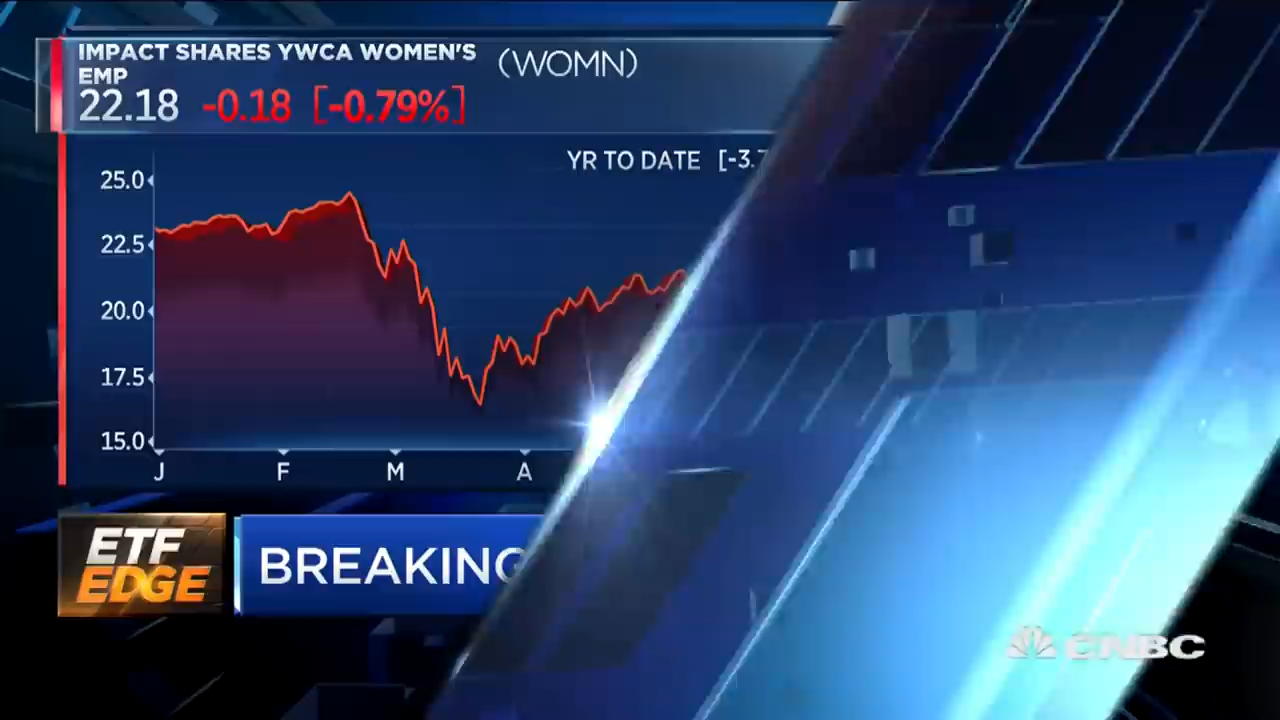 IMPACT SHARES YWCA WOMEN'S
EMP
(WOMN)
22.18 -0.18 [-0.79%]
YR TO DATE [-3.
25.0
22.5
20.0
17.5
15.0
J F M A
ETF
EDGE
BREAKING
CNBC